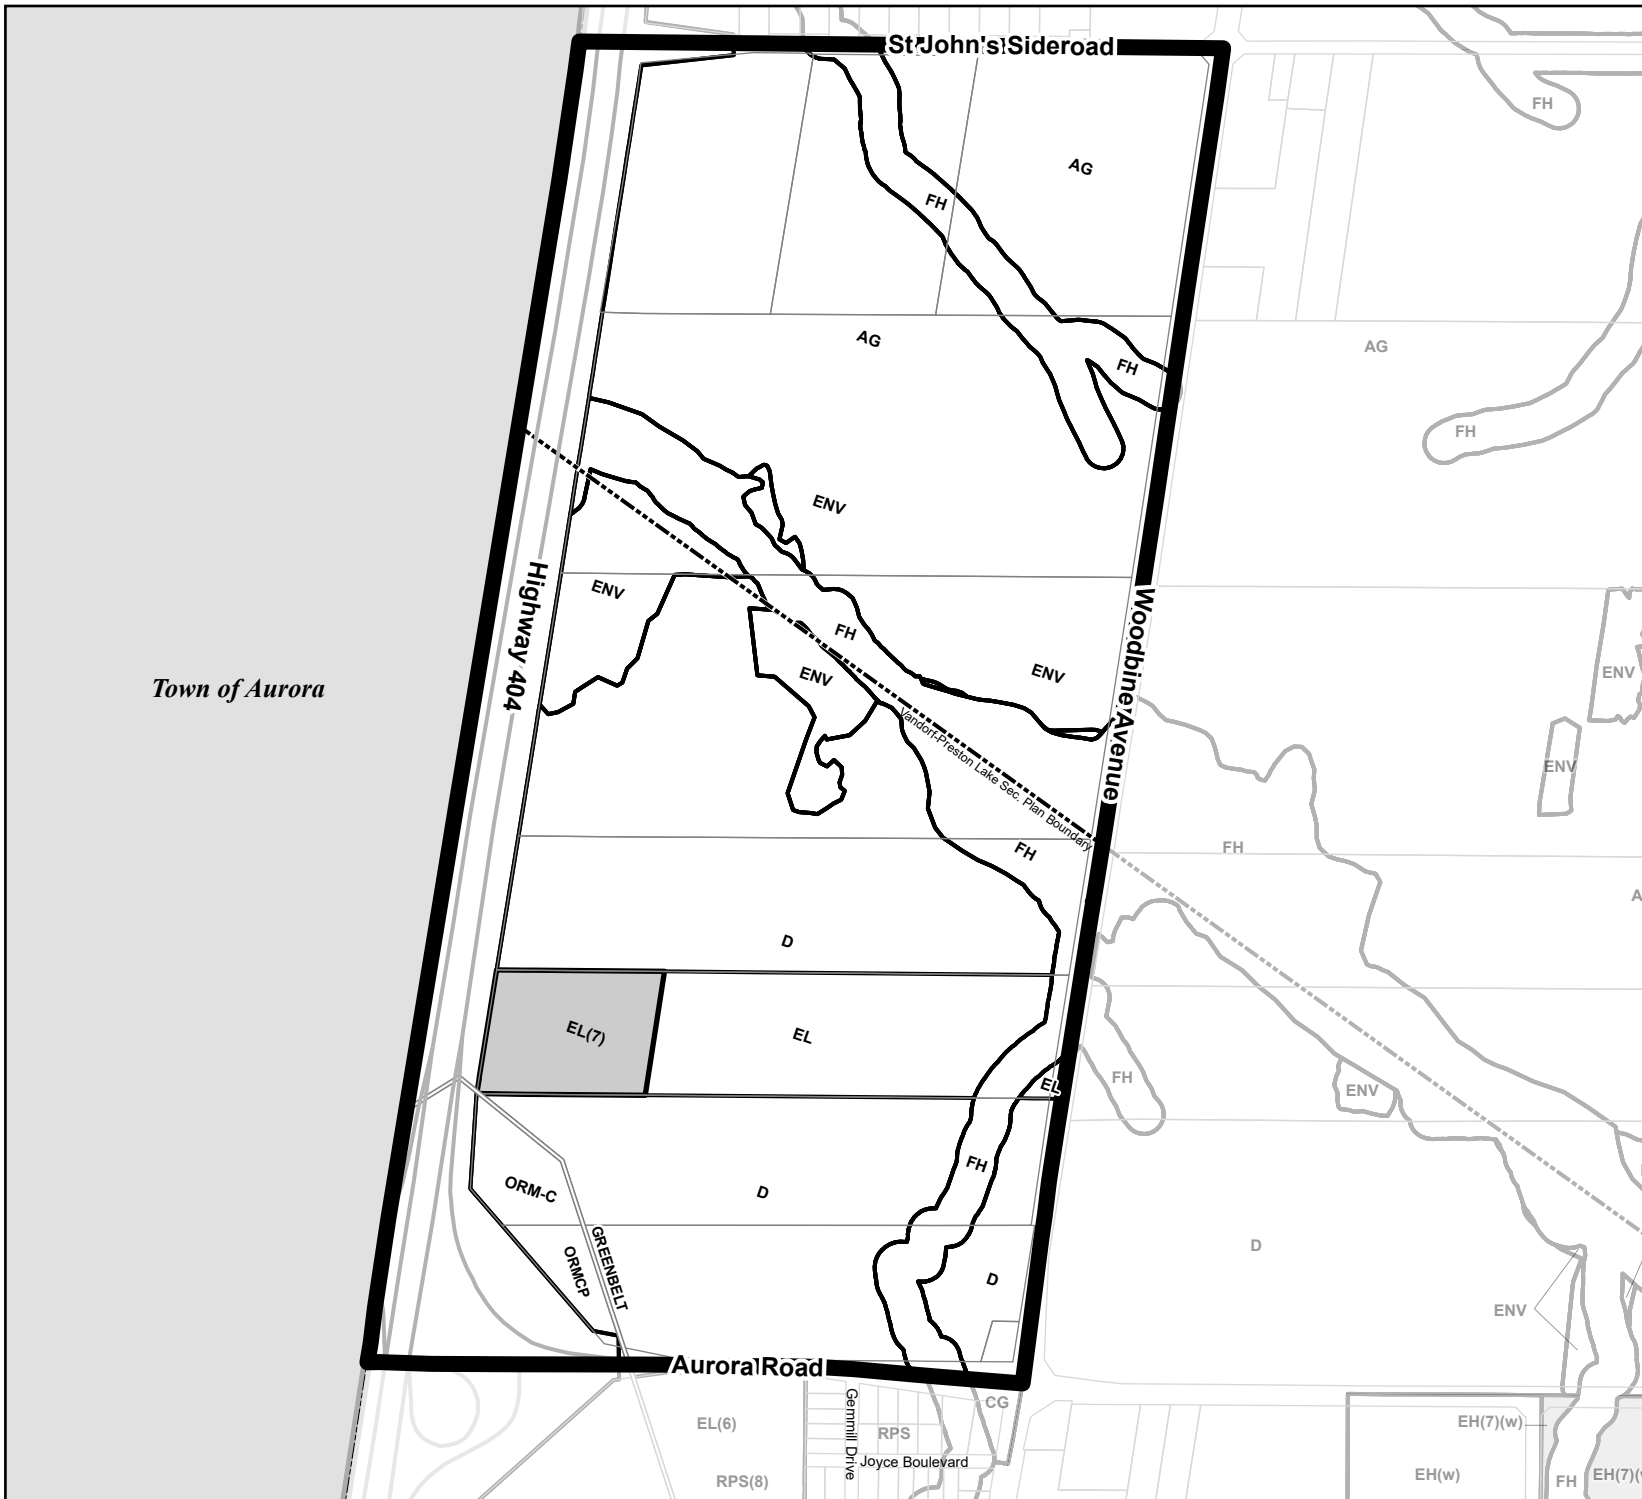 St John's Sideroad
FH
AG
FH
AG
AG
FH
FH
ENV
ENV
Highway 404
FH
ENV
ENV
ENV
Town of Aurora
Woodbine Avenue
Vandorf-Preston Lake Sec. Plan Boundary
ENV
FH
FH
D
EL(7)
EL
EL
FH
ENV
FH
ORM-C
D
GREENBELT
ORMCP
D
D
ENV
Aurora Road
Gemmill Drive
CG
EL(6)
RPS
EH(7)(w)
Joyce Boulevard
RPS(8)
EH(w)
FH